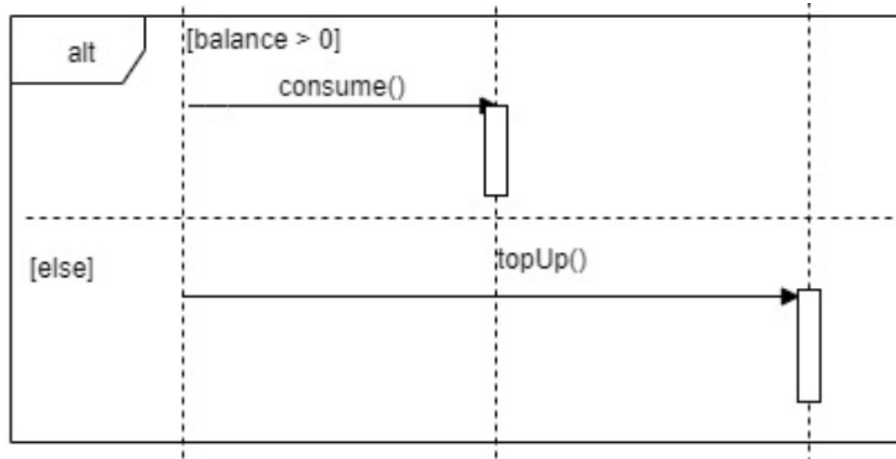 alt
[balance > 0]
consume()
topUp()
[else]